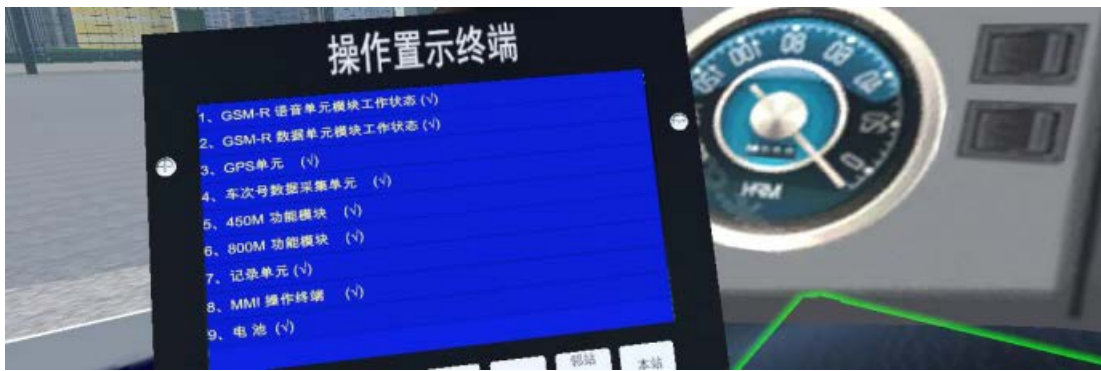 操作置示终端
1、GSM-R 语音单元模块工作状态 (√)
2、GSM-R 数据单元模块工作状态 (√)
3、GPS单元 (√)
4、车次号数据采集单元 (√)
5、450M 功能模块 (√)
6、800M 功能模块 (√)
7、记录单元 (√)
8、MMI 操作终端 (√)
9、电 池 (√)
邻站
本站